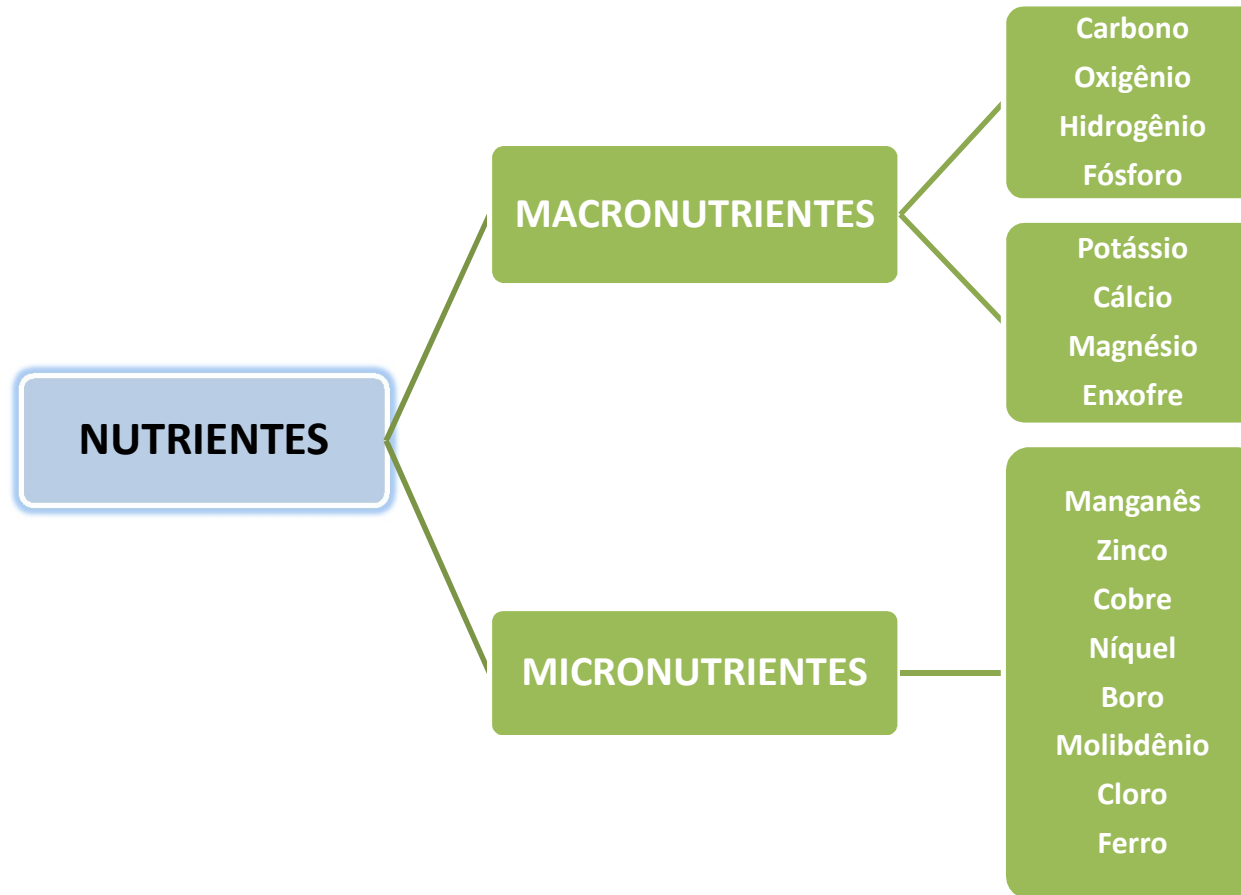 NUTRIENTES
MACRONUTRIENTES
Carbono
Oxigênio
Hidrogênio
Fósforo
Potássio
Cálcio
Magnésio
Enxofre
MICRONUTRIENTES
Manganês
Zinco
Cobre
Níquel
Boro
Molibdênio
Cloro
Ferro